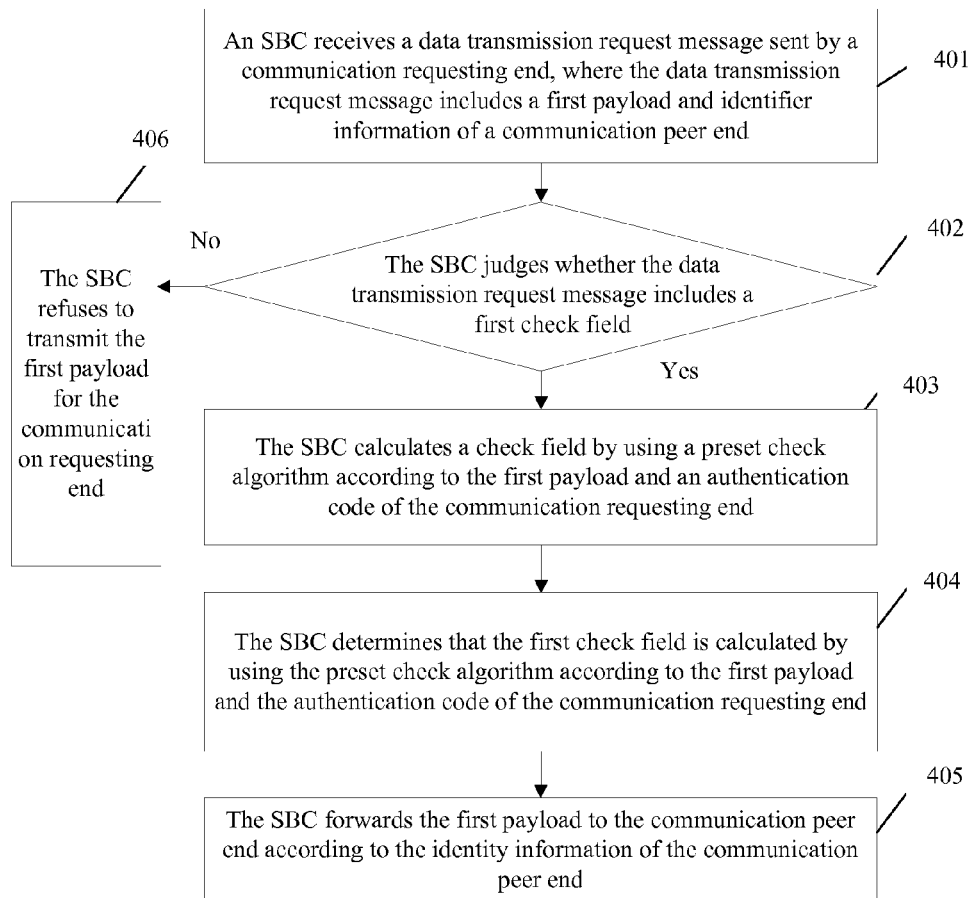 An SBC receives a data transmission request message sent by a
communication requesting end, where the data transmission
request message includes a first payload and identifier
information of a communication peer end
401
406
No
402
The SBC judges whether the data
transmission request message includes a
first check field
The SBC
refuses to
transmit the
first payload
for the
communicati
on requesting
end
Yes
403
The SBC calculates a check field by using a preset check
algorithm according to the first payload and an authentication
code of the communication requesting end
404
The SBC determines that the first check field is calculated by
using the preset check algorithm according to the first payload
and the authentication code of the communication requesting end
405
The SBC forwards the first payload to the communication peer
end according to the identity information of the communication
peer end